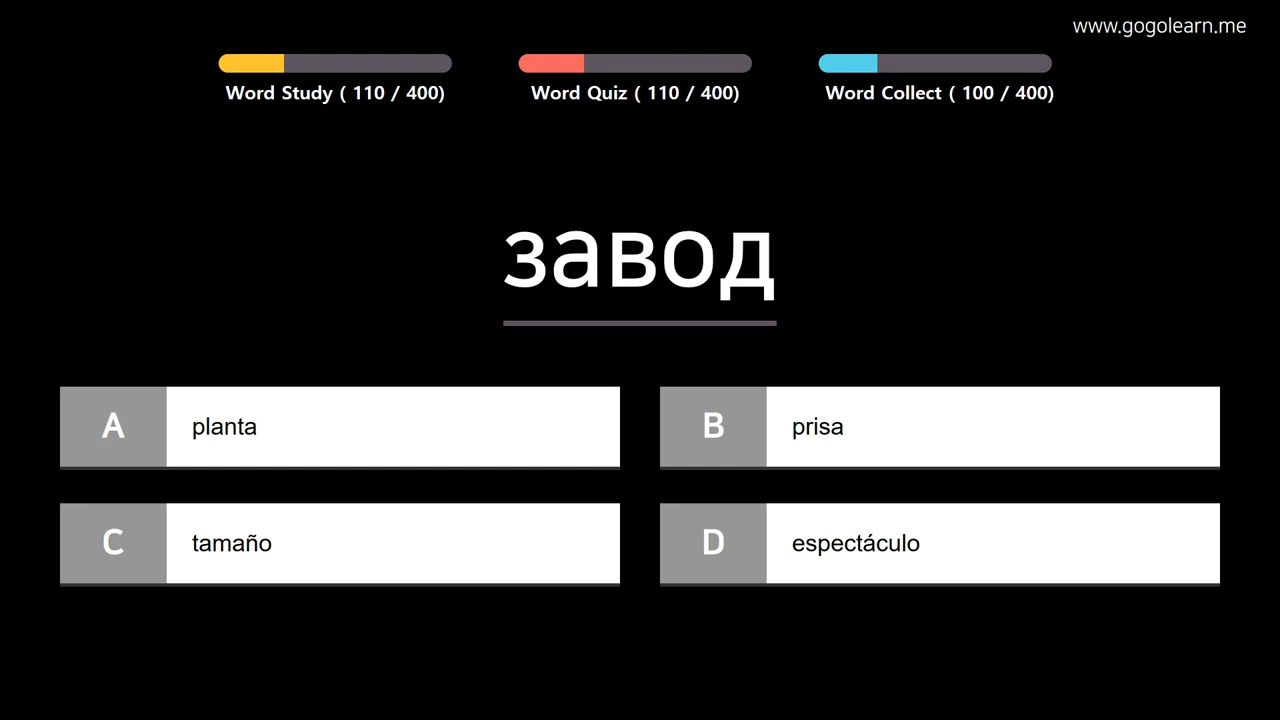 www.gogolearn.me
Word Study ( 110 / 400)
Word Quiz ( 110 / 400)
Word Collect ( 100 / 400)
завод
A planta
B prisa
C tamaño
D espectáculo